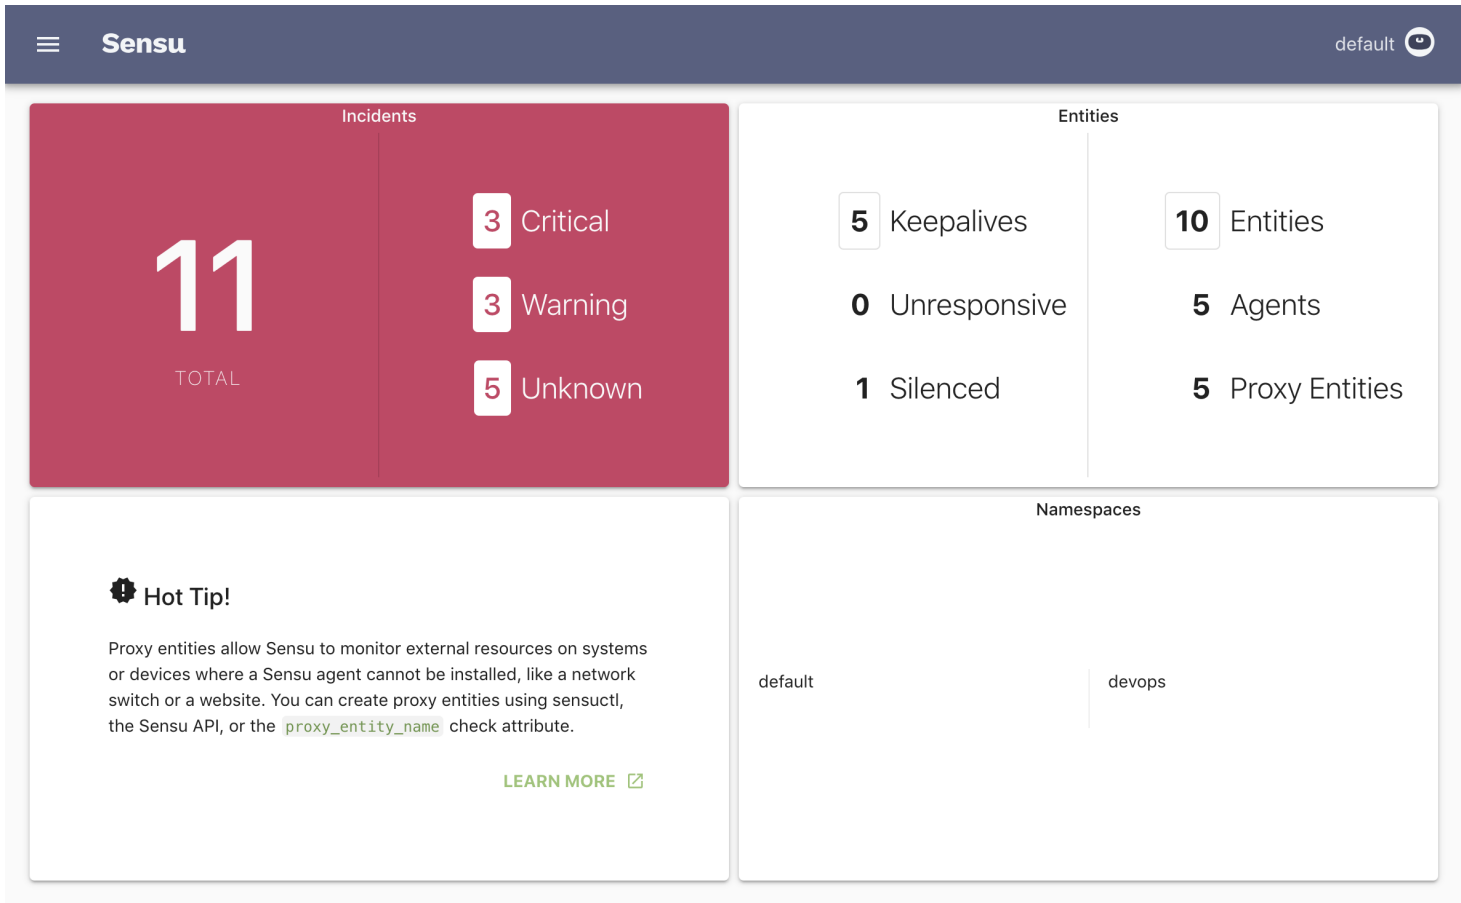 Sensu
default
Incidents
11
TOTAL
3 Critical
3 Warning
5 Unknown
Entities
5 Keepalives
0 Unresponsive
1 Silenced
10 Entities
5 Agents
5 Proxy Entities
Hot Tip!
Proxy entities allow Sensu to monitor external resources on systems
or devices where a Sensu agent cannot be installed, like a network
switch or a website. You can create proxy entities using sensuctl,
the Sensu API, or the proxy_entity_name check attribute.
LEARN MORE
Namespaces
default
devops